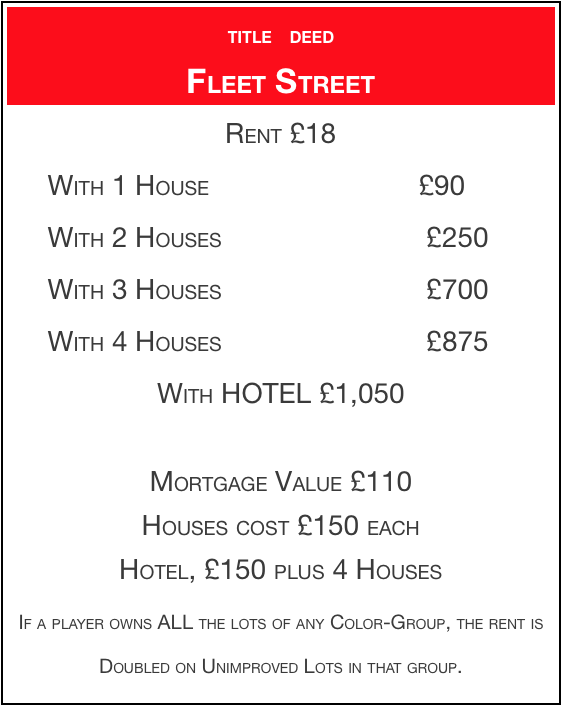 TITLE DEED
FLEET STREET
RENT £18
WITH 1 HOUSE £90
WITH 2 HOUSES £250
WITH 3 HOUSES £700
WITH 4 HOUSES £875
WITH HOTEL £1,050
MORTGAGE VALUE £110
HOUSES COST £150 EACH
HOTEL, £150 PLUS 4 HOUSES
IF A PLAYER OWNS ALL THE LOTS OF ANY COLOR-GROUP, THE RENT IS
DOUBLED ON UNIMPROVED LOTS IN THAT GROUP.